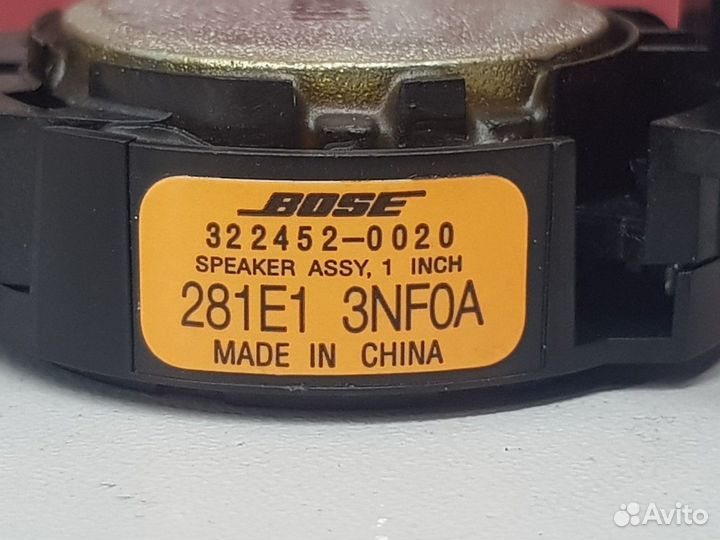 BOSE
322452-0020
SPEAKER ASSY, 1 INCH
281E1 3NF0A
MADE IN CHINA
Avito